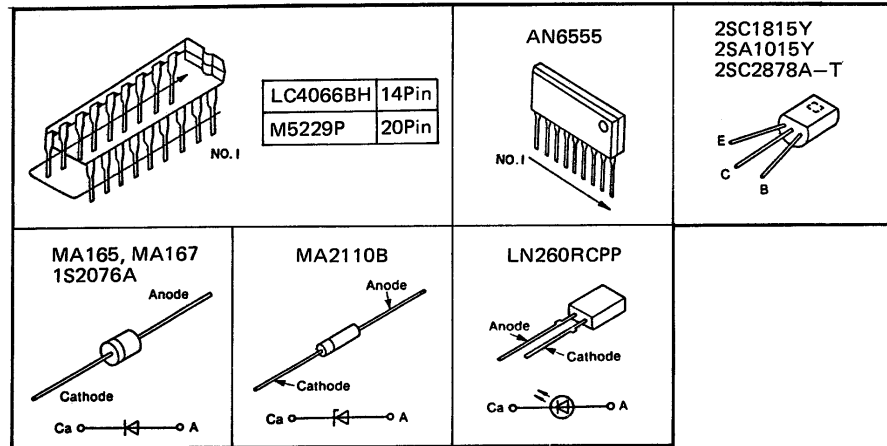 LC4066BH 14Pin
M5229P 20Pin
NO.1
AN6555
NO.1
2SC1815Y
2SA1015Y
2SC2878A–T
E
C
B
MA165, MA167
1S2076A
Anode
Cathode
Ca A
MA2110B
Anode
Cathode
Ca A
LN260RCPP
Anode
Cathode
Ca A